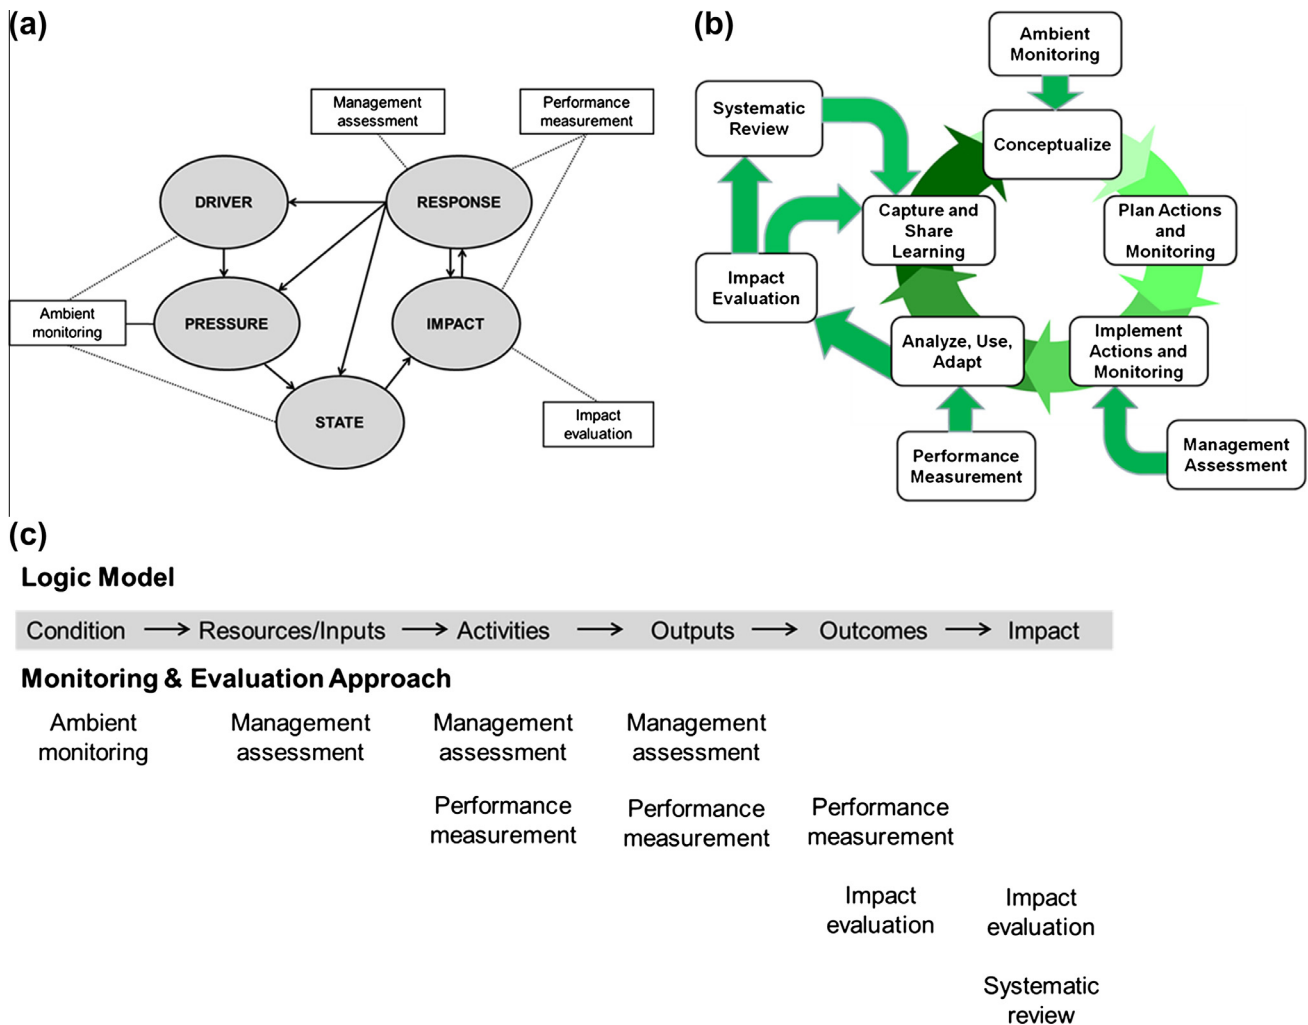 (a)
Management
assessment
Performance
measurement
DRIVER
RESPONSE
Ambient
monitoring
PRESSURE
IMPACT
STATE
Impact
evaluation
(b)
Ambient
Monitoring
Systematic
Review
Conceptualize
Capture and
Share
Learning
Plan Actions
and
Monitoring
Impact
Evaluation
Analyze, Use,
Adapt
Implement
Actions and
Monitoring
Performance
Measurement
Management
Assessment
(c)
Logic Model
Condition → Resources/Inputs → Activities → Outputs → Outcomes → Impact
Monitoring & Evaluation Approach
Ambient
monitoring
Management
assessment
Management
assessment
Management
assessment
Performance
measurement
Performance
measurement
Performance
measurement
Impact
evaluation
Impact
evaluation
Systematic
review